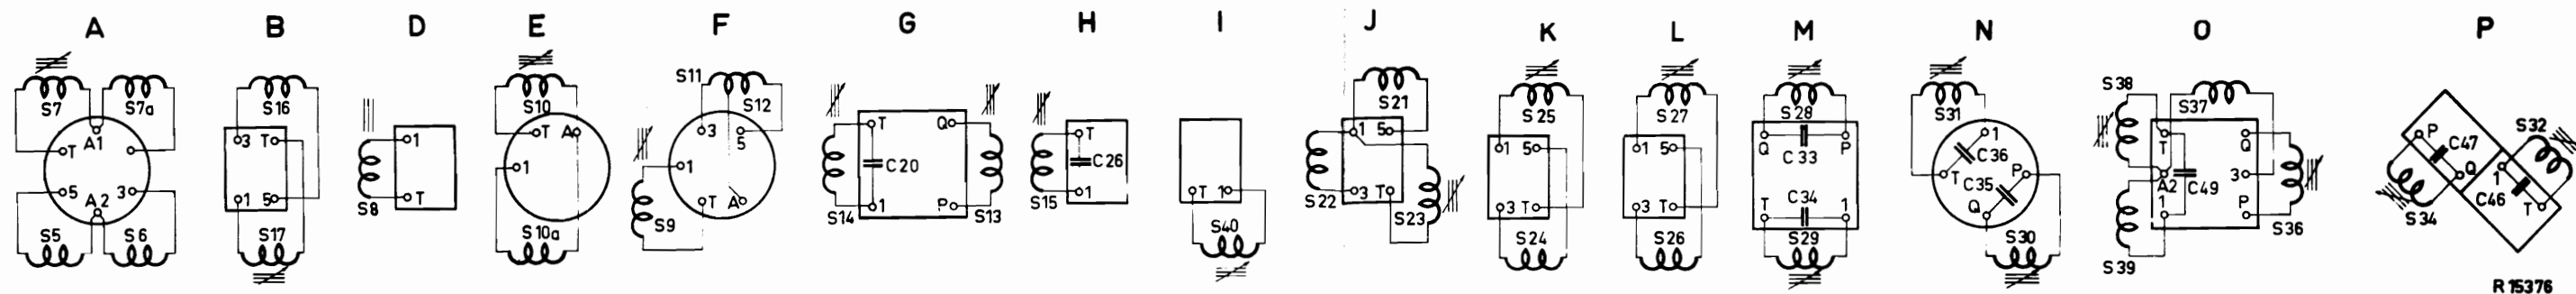 A B D E F G H I J K L M N O P
S7 S7a T A1 5 A2 3 S5 S6
S16 3 T 1 5 S17
1 T S8
S10 T A 1 S10a
S11 S12 3 5 1 T A S9
T Q C20 1 P S14 S13
T C26 1 S15
T 1 S40
S21 1 5 3 T S22 S23
S25 1 5 3 T S24
S27 1 5 3 T S26
S28 Q C33 P T C34 1 S29
S31 1 C36 T C35 P Q S30
S38 S37 T Q A2 C49 3 1 P S36 S39
P C47 Q S34 S32 1 C46 T
R 15376